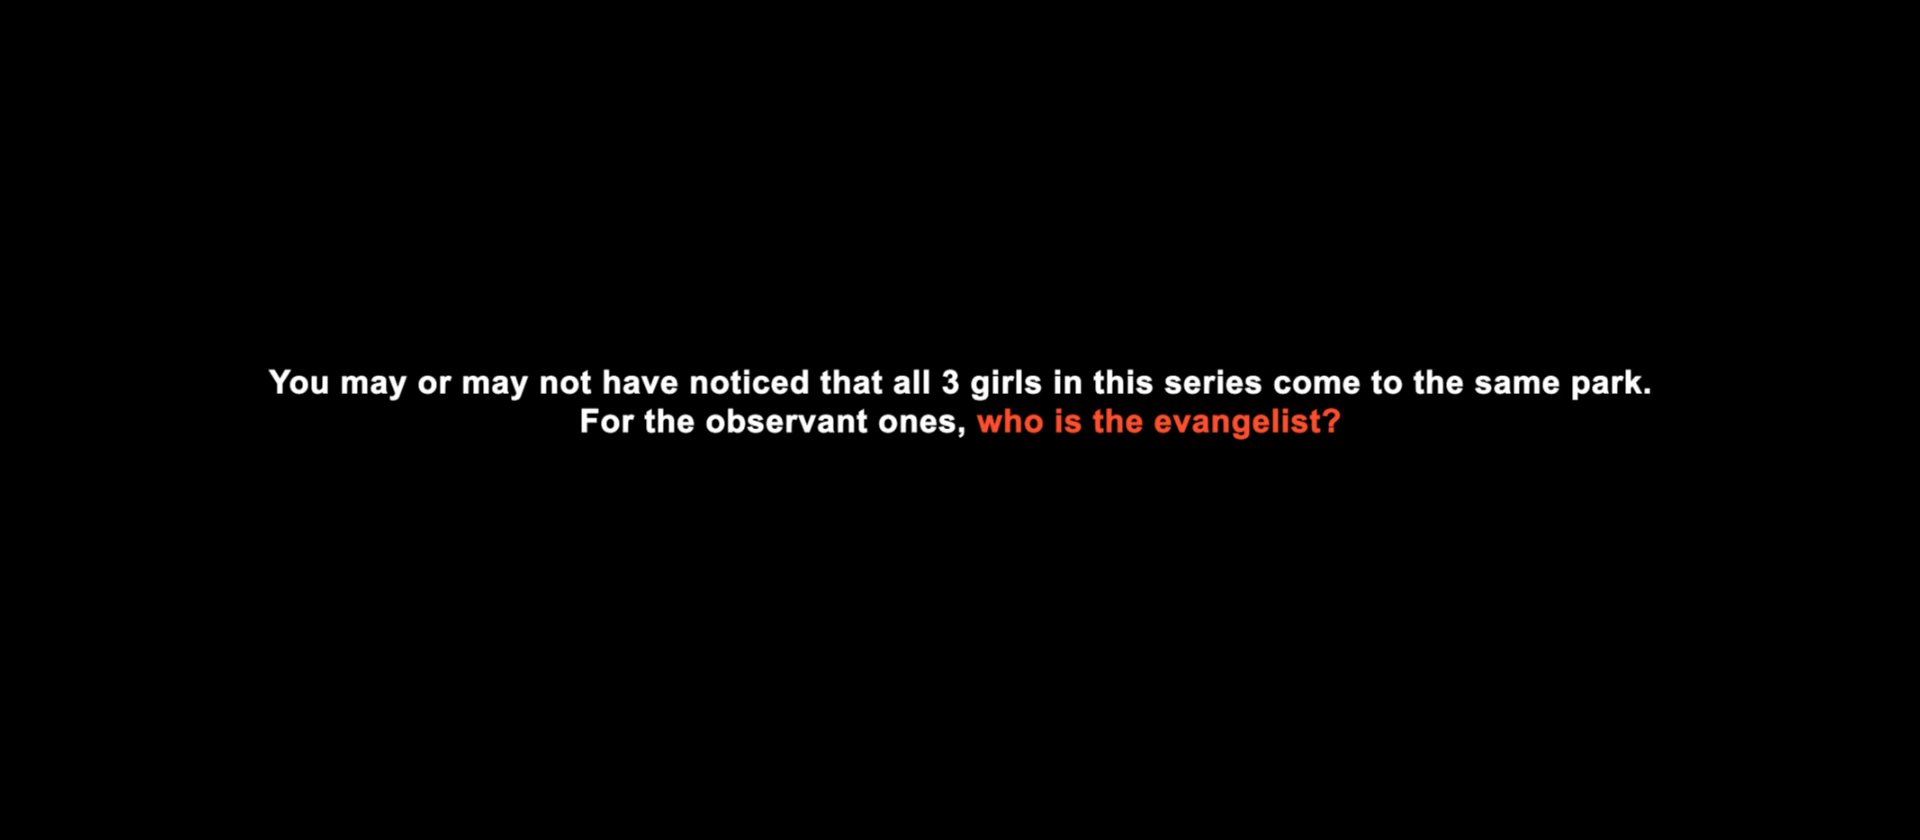 You may or may not have noticed that all 3 girls in this series come to the same park.
For the observant ones, who is the evangelist?